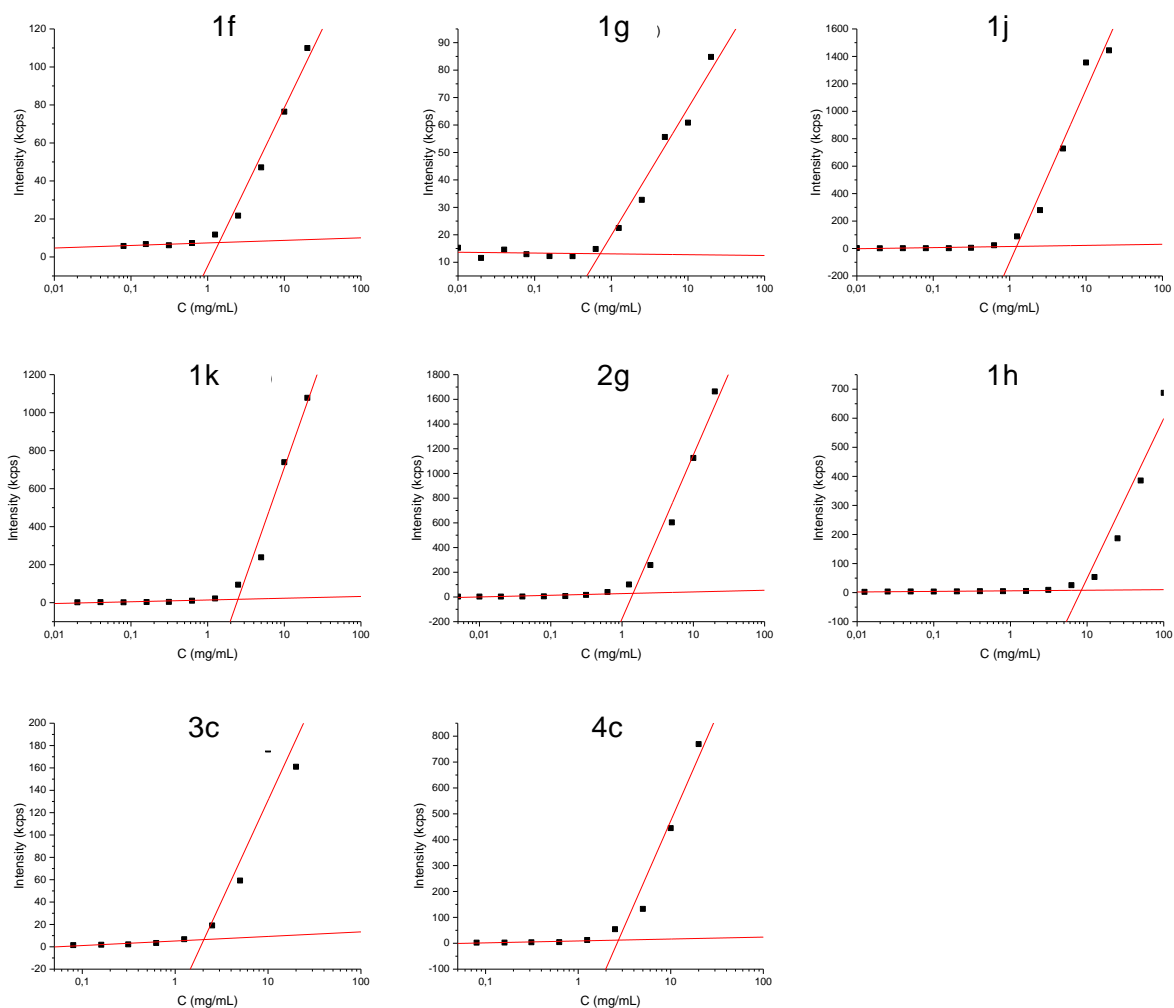 1f
Intensity (kcps)
120
100
80
60
40
20
0
0,01 0,1 1 10 100
C (mg/mL)
1g )
Intensity (kcps)
90
80
70
60
50
40
30
20
10
0,01 0,1 1 10 100
C (mg/mL)
1j
Intensity (kcps)
1600
1400
1200
1000
800
600
400
200
0
-200
0,01 0,1 1 10 100
C (mg/mL)
1k
Intensity (kcps)
1200
1000
800
600
400
200
0
0,01 0,1 1 10 100
C (mg/mL)
2g
Intensity (kcps)
1800
1600
1400
1200
1000
800
600
400
200
0
-200
0,01 0,1 1 10 100
C (mg/mL)
1h
Intensity (kcps)
700
600
500
400
300
200
100
0
-100
0,01 0,1 1 10 100
C (mg/mL)
3c
Intensity (kcps)
200
180
160
140
120
100
80
60
40
20
0
-20
0,1 1 10 100
C (mg/mL)
4c
Intensity (kcps)
800
700
600
500
400
300
200
100
0
-100
0,1 1 10 100
C (mg/mL)